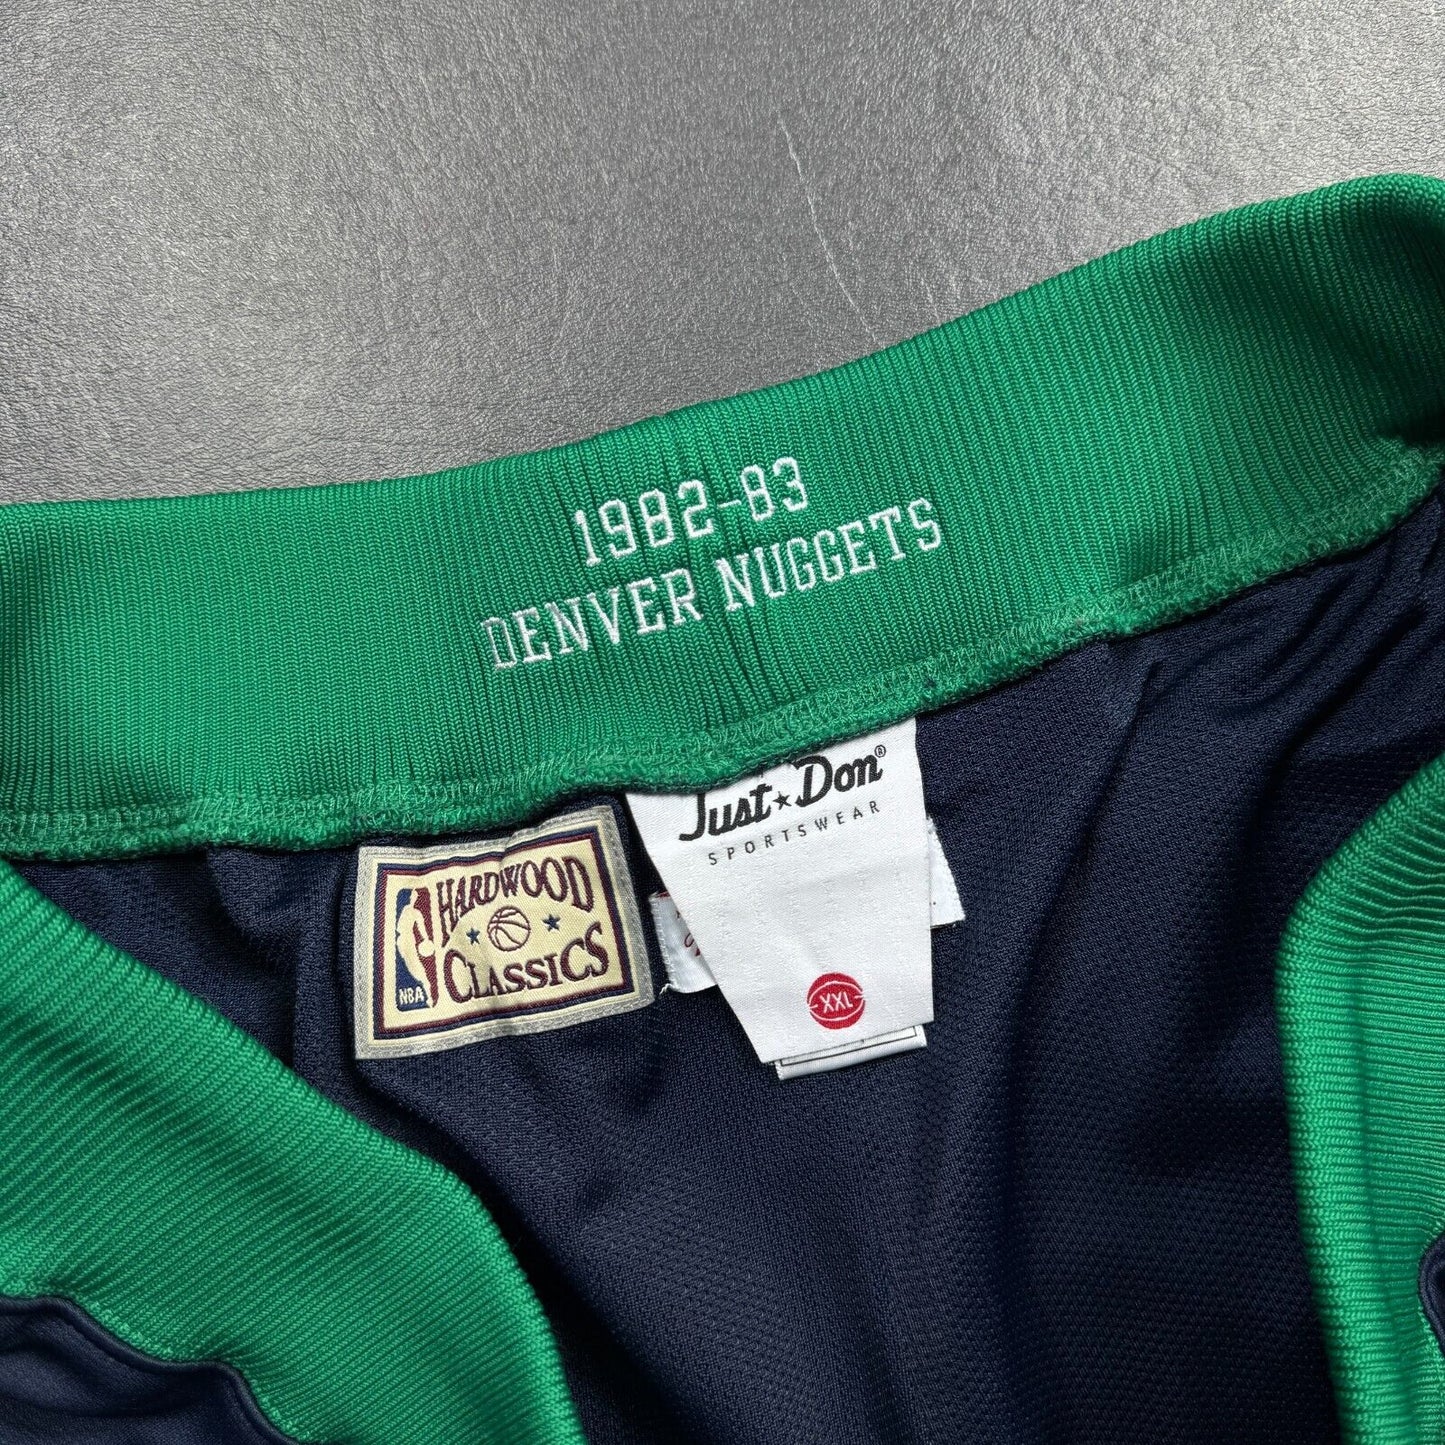 1982-83
DENVER NUGGETS
Just Don®
SPORTSWEAR
HARDWOOD
CLASSICS
NBA
XXL